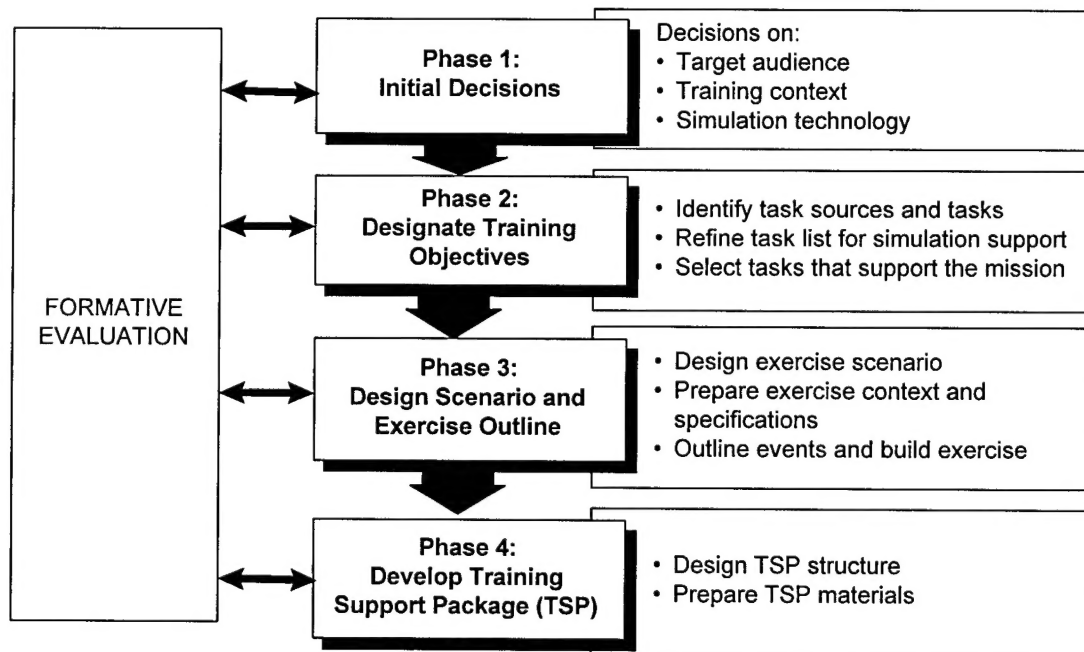 FORMATIVE
EVALUATION
Phase 1:
Initial Decisions
Decisions on:
• Target audience
• Training context
• Simulation technology
Phase 2:
Designate Training
Objectives
• Identify task sources and tasks
• Refine task list for simulation support
• Select tasks that support the mission
Phase 3:
Design Scenario and
Exercise Outline
• Design exercise scenario
• Prepare exercise context and
specifications
• Outline events and build exercise
Phase 4:
Develop Training
Support Package (TSP)
• Design TSP structure
• Prepare TSP materials